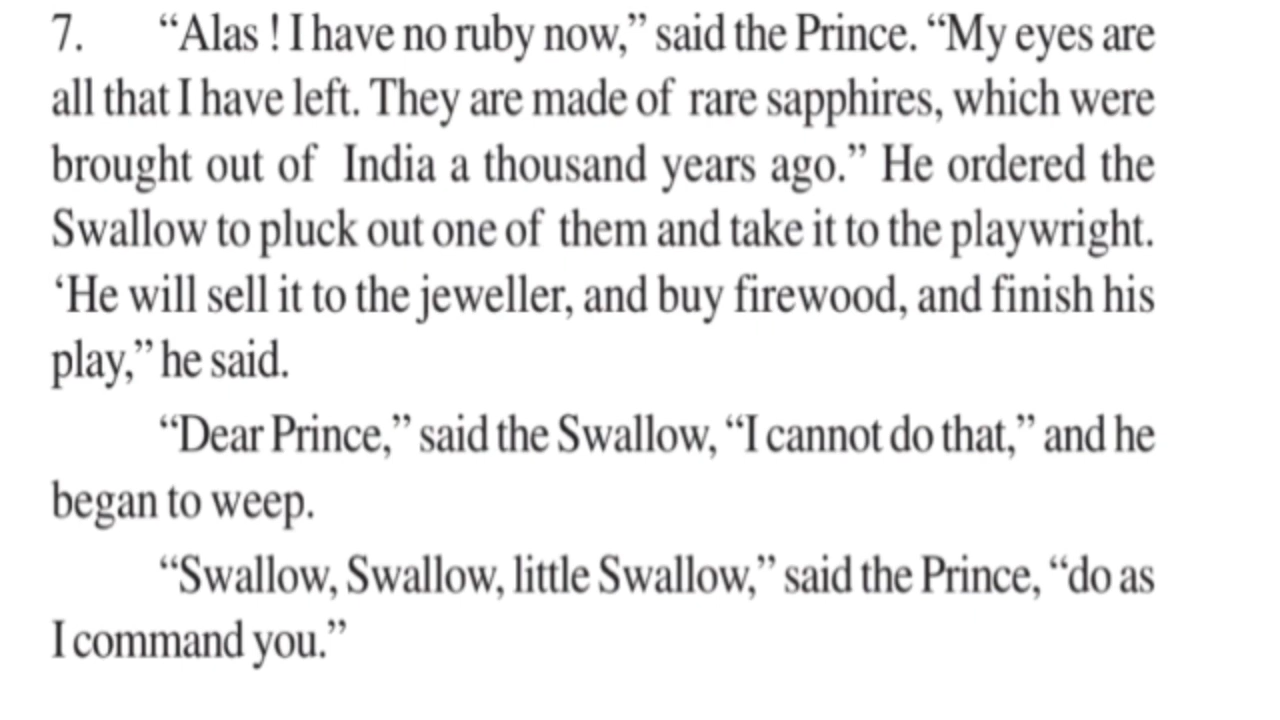 7. “Alas ! I have no ruby now,” said the Prince. “My eyes are
all that I have left. They are made of rare sapphires, which were
brought out of India a thousand years ago.” He ordered the
Swallow to pluck out one of them and take it to the playwright.
‘He will sell it to the jeweller, and buy firewood, and finish his
play,” he said.
“Dear Prince,” said the Swallow, “I cannot do that,” and he
began to weep.
“Swallow, Swallow, little Swallow,” said the Prince, “do as
I command you.”